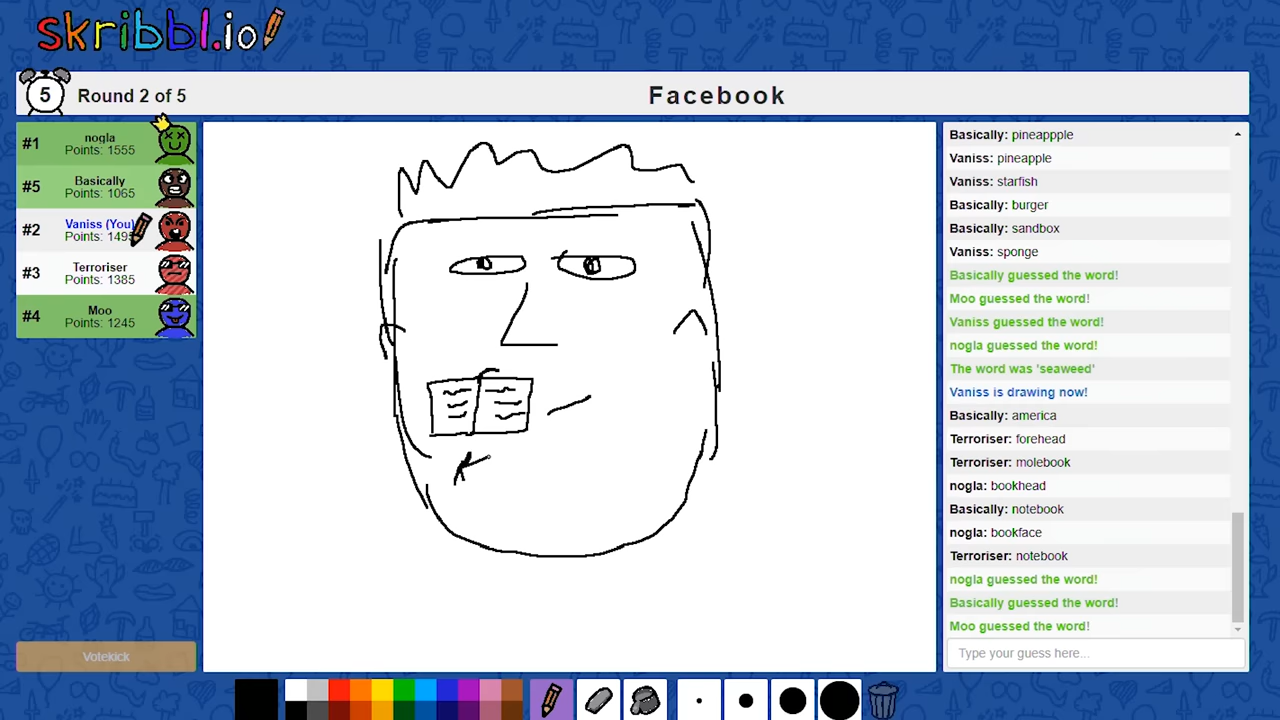 skribbl.io
5
Round 2 of 5
Facebook
#1
nogla
Points: 1555
#5
Basically
Points: 1065
#2
Vaniss (You)
Points: 1495
#3
Terroriser
Points: 1385
#4
Moo
Points: 1245
Votekick
Basically: pineappple
Vaniss: pineapple
Vaniss: starfish
Basically: burger
Basically: sandbox
Vaniss: sponge
Basically guessed the word!
Moo guessed the word!
Vaniss guessed the word!
nogla guessed the word!
The word was 'seaweed'
Vaniss is drawing now!
Basically: america
Terroriser: forehead
Terroriser: molebook
nogla: bookhead
Basically: notebook
nogla: bookface
Terroriser: notebook
nogla guessed the word!
Basically guessed the word!
Moo guessed the word!
Type your guess here...